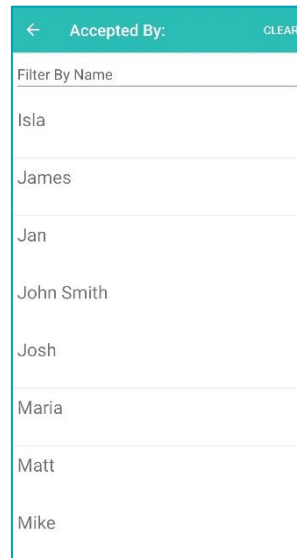 ← Accepted By: CLEAR
Filter By Name
Isla
James
Jan
John Smith
Josh
Maria
Matt
Mike